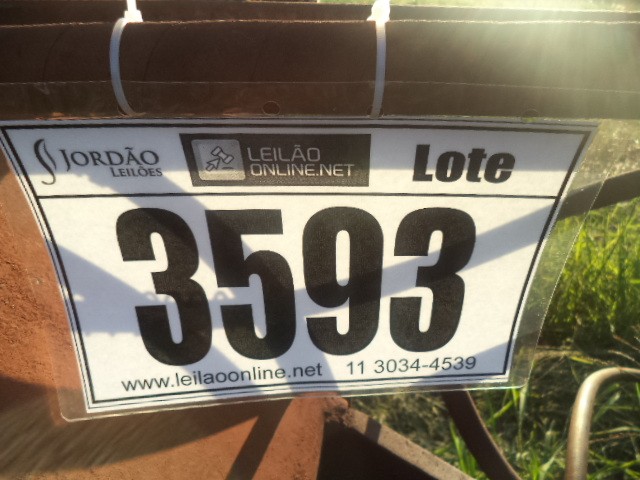 JORDÃO
LEILÕES
LEILÃO
ONLINE.NET
Lote
3593
www.leilaoonline.net 11 3034-4539